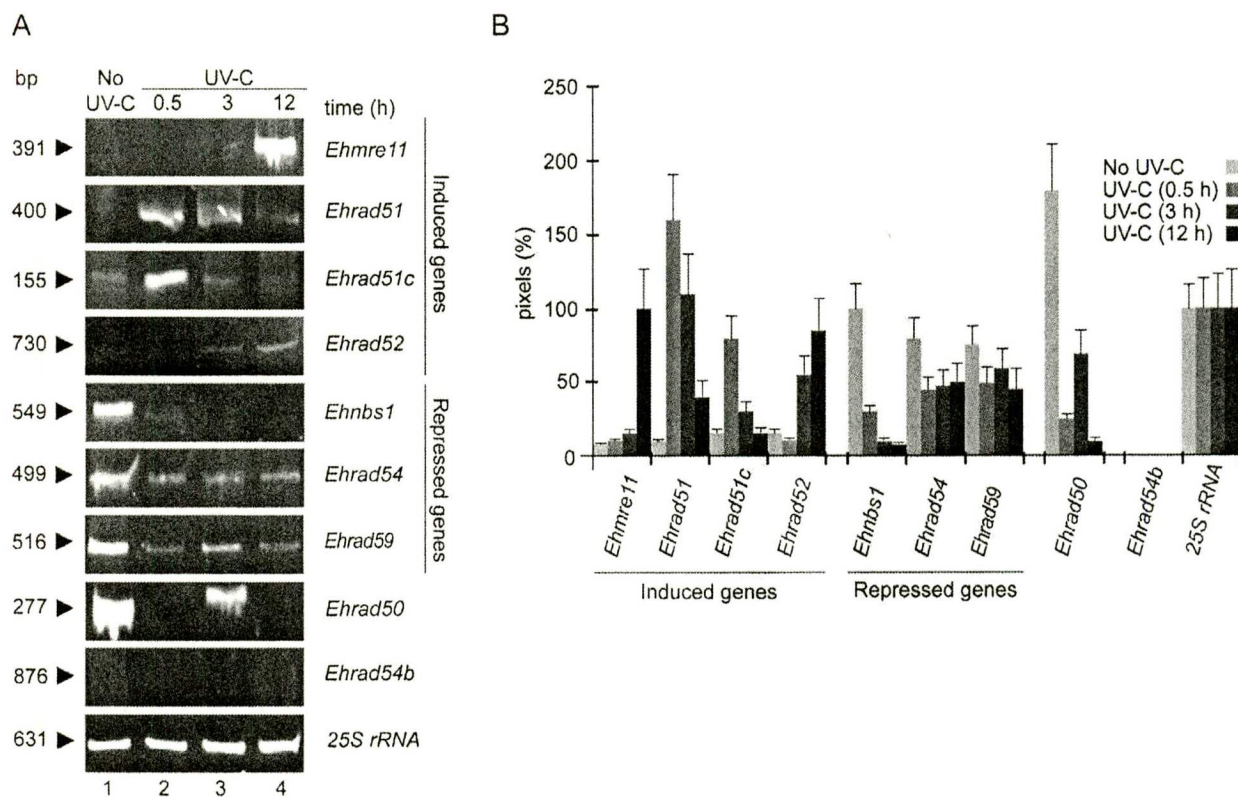 A
bp
No UV-C
UV-C
0.5 3 12 time (h)
391 Ehmre11
400 Ehrad51
155 Ehrad51c
730 Ehrad52
Induced genes
549 Ehnbs1
499 Ehrad54
516 Ehrad59
Repressed genes
277 Ehrad50
876 Ehrad54b
631 25S rRNA
1 2 3 4
B
250
200
150
100
50
0
pixels (%)
No UV-C
UV-C (0.5 h)
UV-C (3 h)
UV-C (12 h)
Ehmre11
Ehrad51
Ehrad51c
Ehrad52
Ehnbs1
Ehrad54
Ehrad59
Ehrad50
Ehrad54b
25S rRNA
Induced genes
Repressed genes